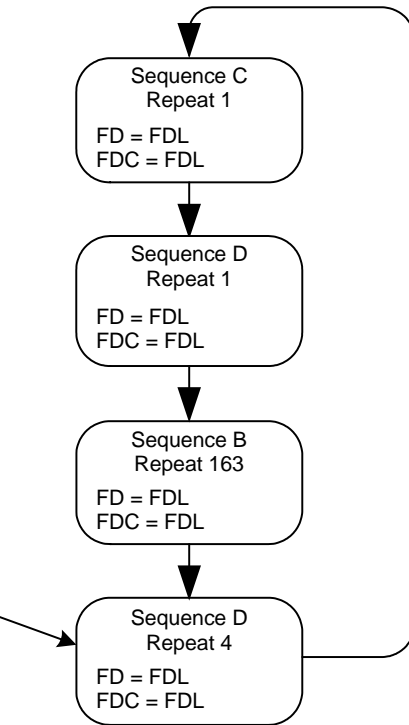 Sequence C
Repeat 1
FD = FDL
FDC = FDL
Sequence D
Repeat 1
FD = FDL
FDC = FDL
Sequence B
Repeat 163
FD = FDL
FDC = FDL
Sequence D
Repeat 4
FD = FDL
FDC = FDL